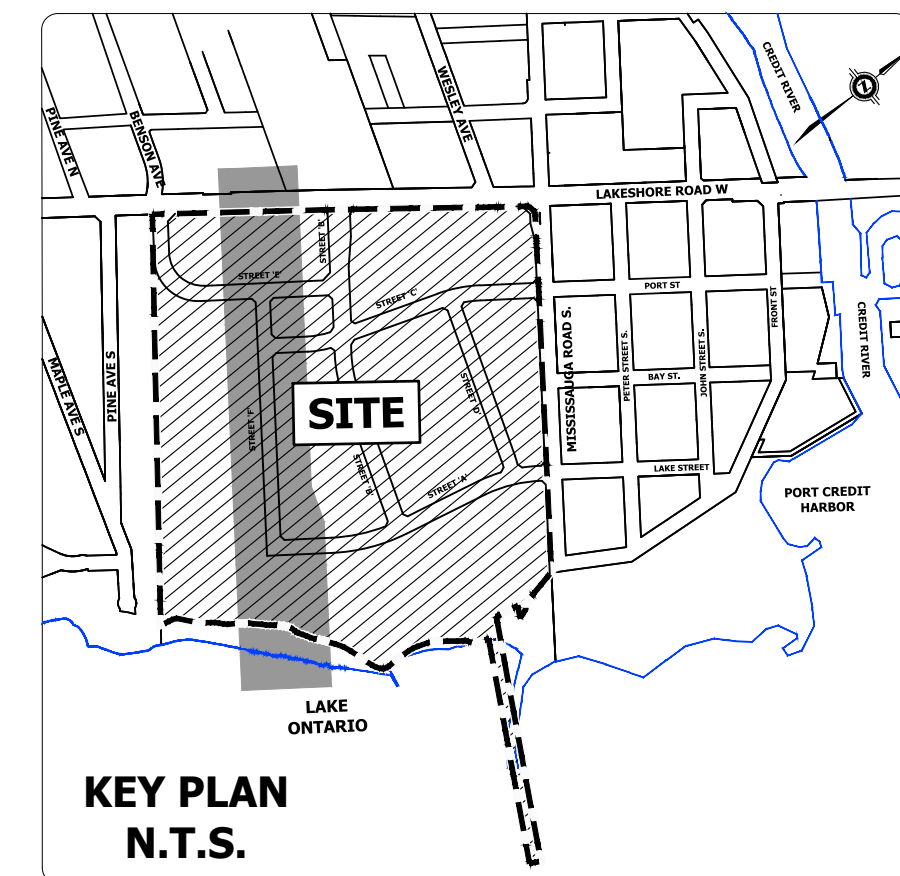 CREDIT RIVER
WESLEY AVE
PINE AVE N
BENSON AVE
Z
LAKESHORE ROAD W
STREET 'E'
STREET 'E'
STREET 'C'
PORT ST
FRONT ST
CREDIT RIVER
MISSISSAUGA ROAD S.
PETER STREET S.
JOHN STREET S.
BAY ST.
MAPLE AVE S
PINE AVE S
STREET 'F'
SITE
STREET 'D'
STREET 'B'
STREET 'A'
LAKE STREET
PORT CREDIT
HARBOR
LAKE
ONTARIO
KEY PLAN
N.T.S.